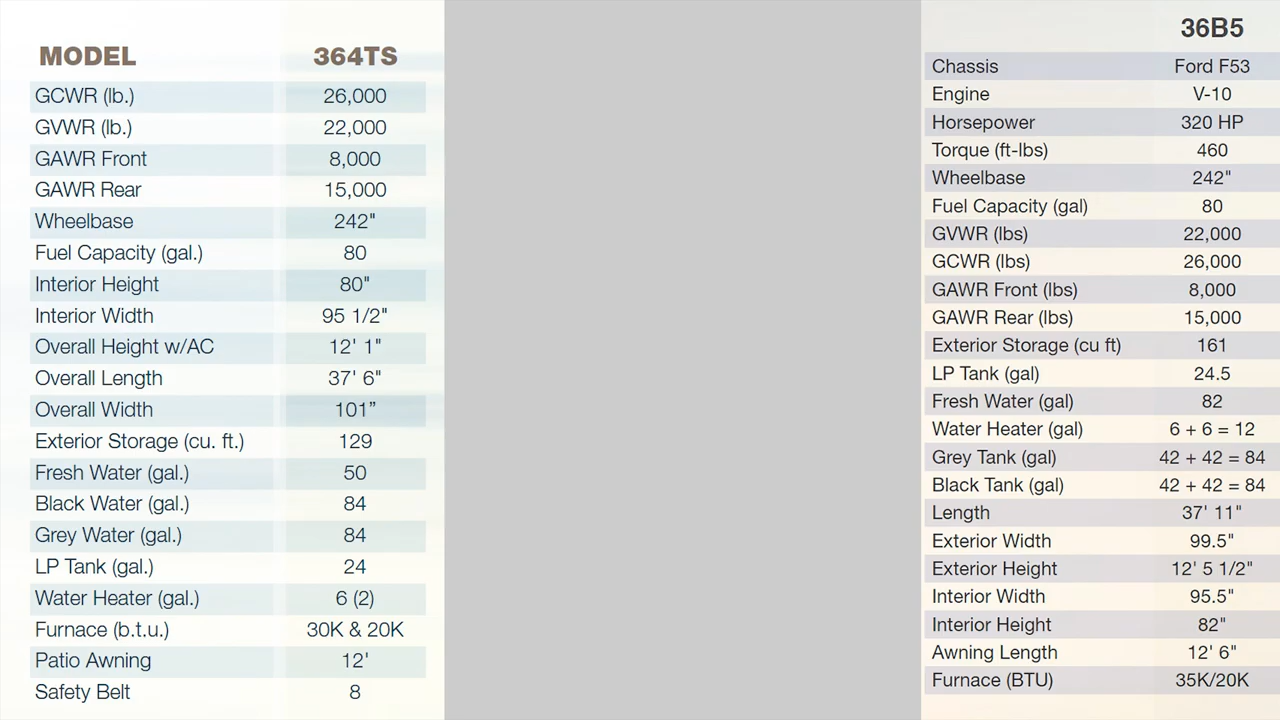 MODEL 364TS
GCWR (lb.) 26,000
GVWR (lb.) 22,000
GAWR Front 8,000
GAWR Rear 15,000
Wheelbase 242"
Fuel Capacity (gal.) 80
Interior Height 80"
Interior Width 95 1/2"
Overall Height w/AC 12' 1"
Overall Length 37' 6"
Overall Width 101”
Exterior Storage (cu. ft.) 129
Fresh Water (gal.) 50
Black Water (gal.) 84
Grey Water (gal.) 84
LP Tank (gal.) 24
Water Heater (gal.) 6 (2)
Furnace (b.t.u.) 30K & 20K
Patio Awning 12'
Safety Belt 8
36B5
Chassis Ford F53
Engine V-10
Horsepower 320 HP
Torque (ft-lbs) 460
Wheelbase 242"
Fuel Capacity (gal) 80
GVWR (lbs) 22,000
GCWR (lbs) 26,000
GAWR Front (lbs) 8,000
GAWR Rear (lbs) 15,000
Exterior Storage (cu ft) 161
LP Tank (gal) 24.5
Fresh Water (gal) 82
Water Heater (gal) 6 + 6 = 12
Grey Tank (gal) 42 + 42 = 84
Black Tank (gal) 42 + 42 = 84
Length 37' 11"
Exterior Width 99.5"
Exterior Height 12' 5 1/2"
Interior Width 95.5"
Interior Height 82"
Awning Length 12' 6"
Furnace (BTU) 35K/20K